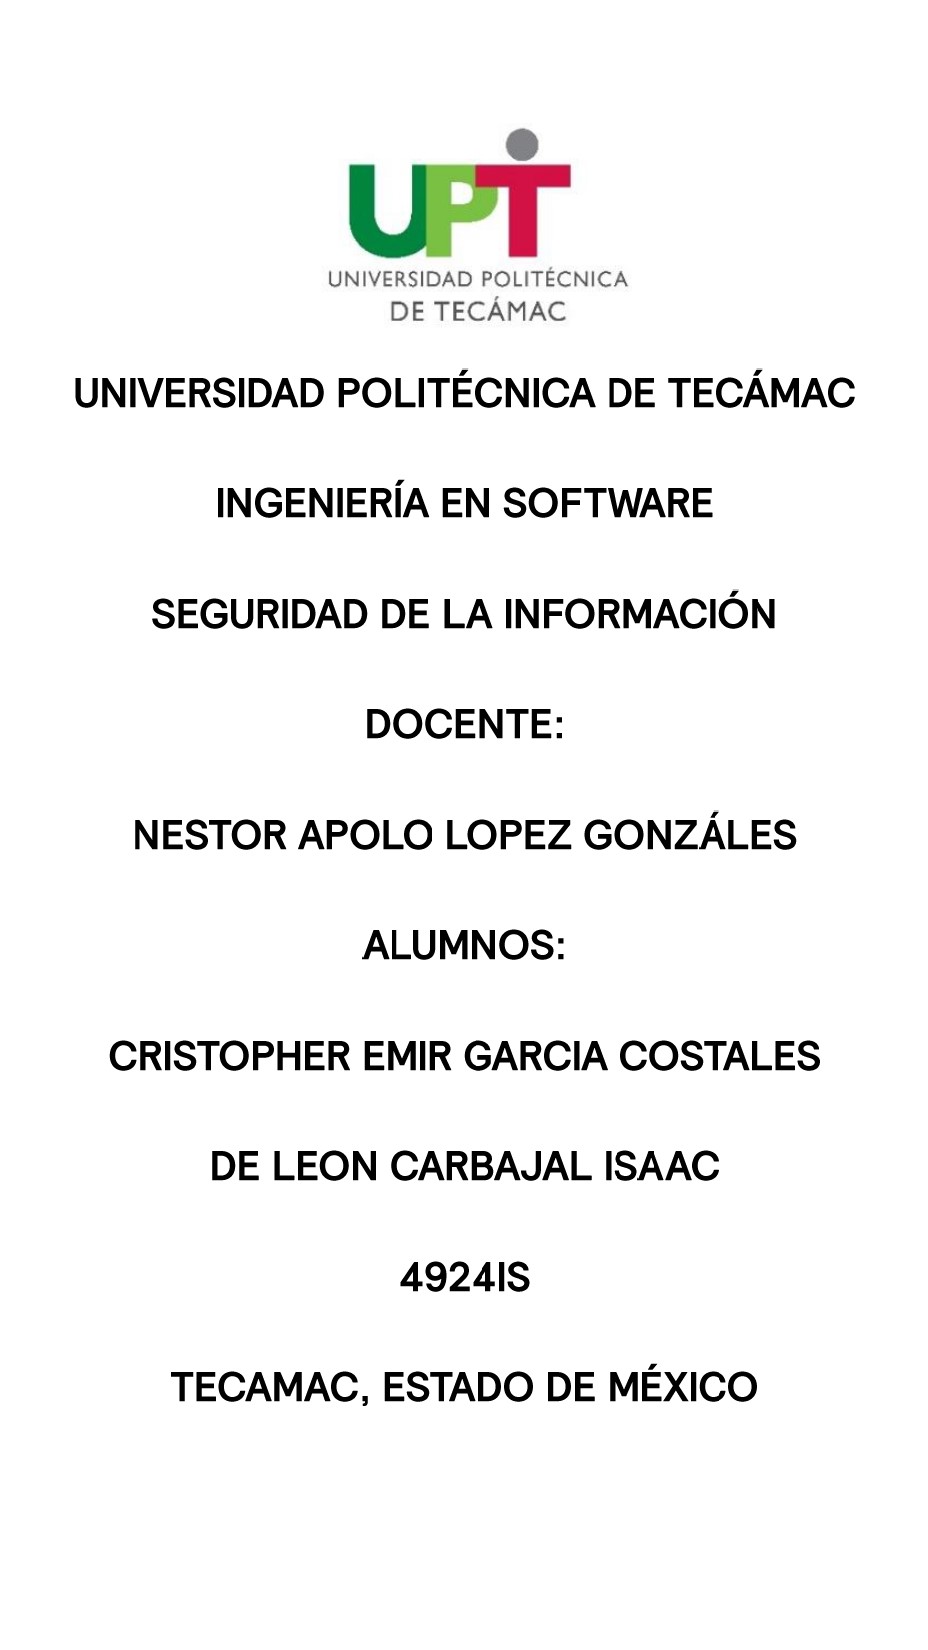 UPT
UNIVERSIDAD POLITÉCNICA
DE TECÁMAC
UNIVERSIDAD POLITÉCNICA DE TECÁMAC
INGENIERÍA EN SOFTWARE
SEGURIDAD DE LA INFORMACIÓN
DOCENTE:
NESTOR APOLO LOPEZ GONZÁLES
ALUMNOS:
CRISTOPHER EMIR GARCIA COSTALES
DE LEON CARBAJAL ISAAC
4924IS
TECAMAC, ESTADO DE MÉXICO